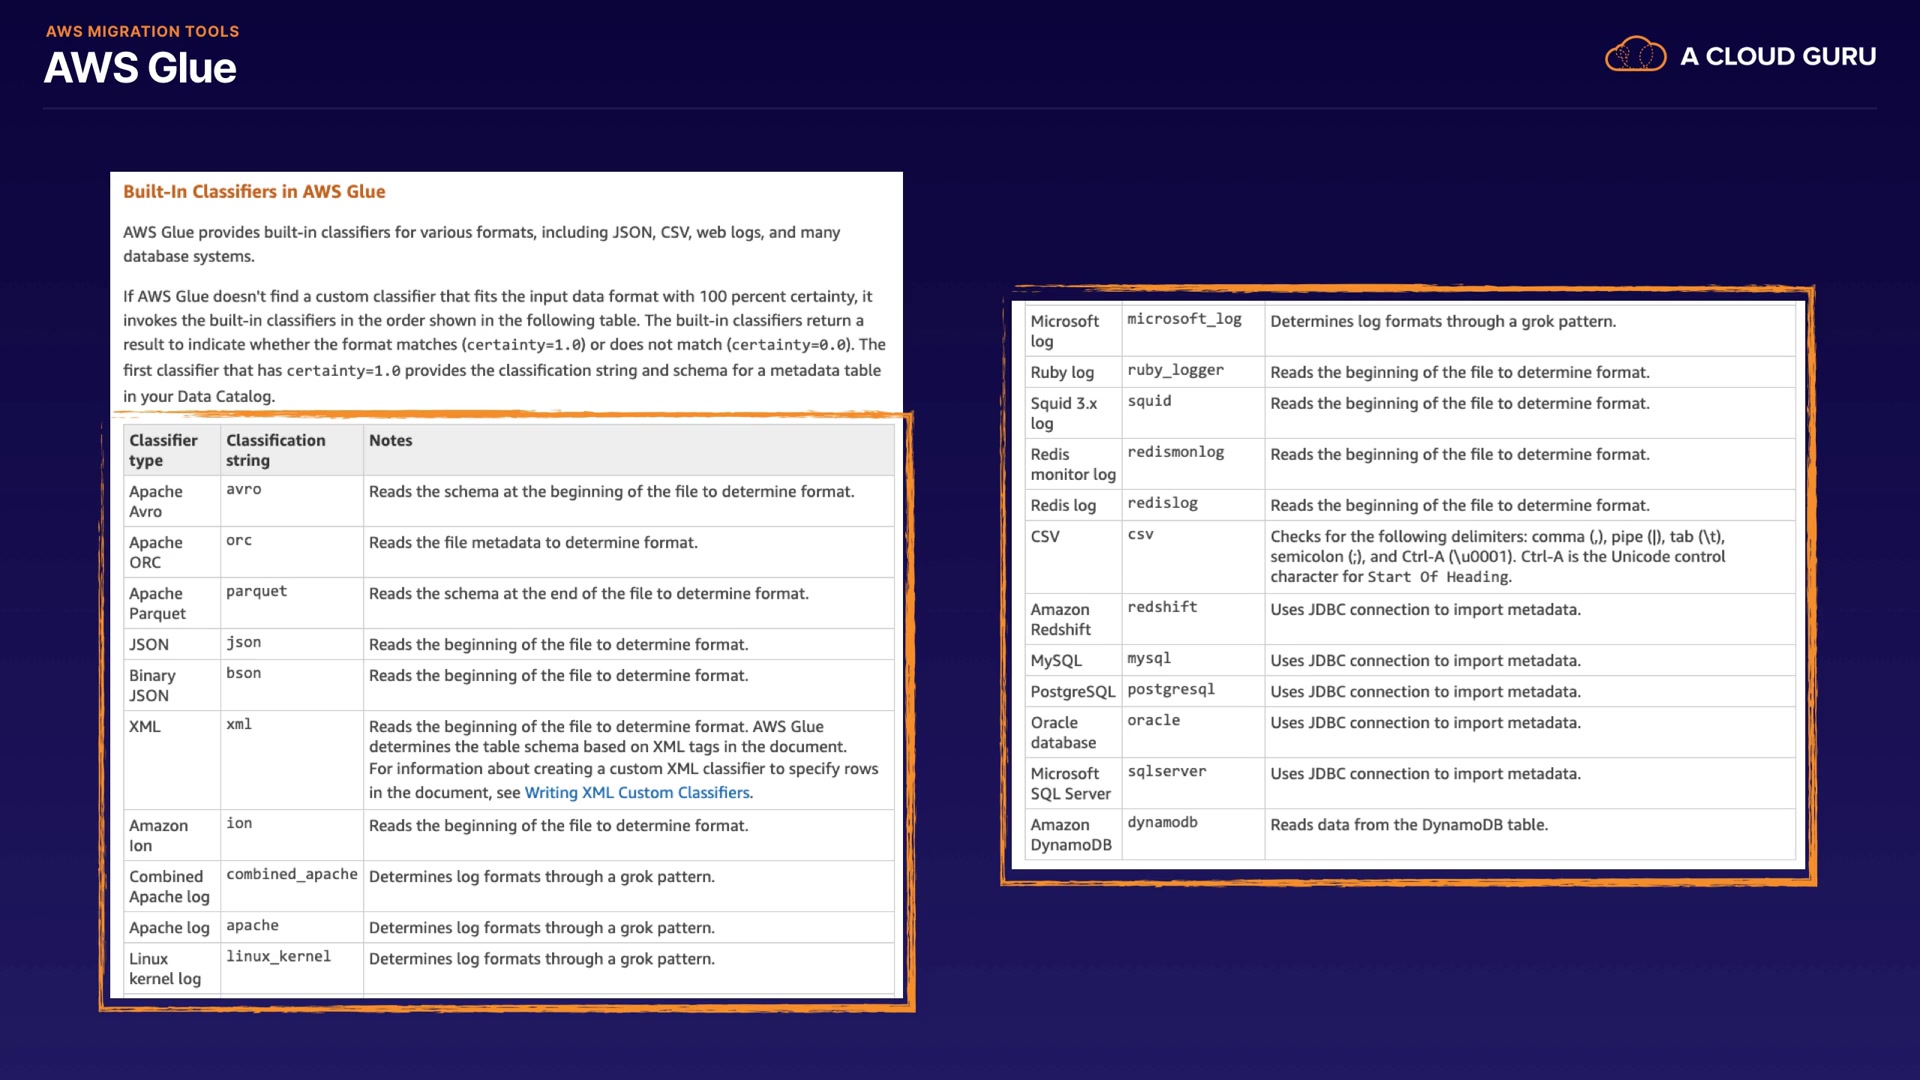 AWS MIGRATION TOOLS
AWS Glue
A CLOUD GURU
Built-In Classifiers in AWS Glue
AWS Glue provides built-in classifiers for various formats, including JSON, CSV, web logs, and many
database systems.
If AWS Glue doesn't find a custom classifier that fits the input data format with 100 percent certainty, it
invokes the built-in classifiers in the order shown in the following table. The built-in classifiers return a
result to indicate whether the format matches (certainty=1.0) or does not match (certainty=0.0). The
first classifier that has certainty=1.0 provides the classification string and schema for a metadata table
in your Data Catalog.
Classifier type Classification string Notes
Apache Avro avro Reads the schema at the beginning of the file to determine format.
Apache ORC orc Reads the file metadata to determine format.
Apache Parquet parquet Reads the schema at the end of the file to determine format.
JSON json Reads the beginning of the file to determine format.
Binary JSON bson Reads the beginning of the file to determine format.
XML xml Reads the beginning of the file to determine format. AWS Glue
determines the table schema based on XML tags in the document.
For information about creating a custom XML classifier to specify rows
in the document, see Writing XML Custom Classifiers.
Amazon Ion ion Reads the beginning of the file to determine format.
Combined Apache log combined_apache Determines log formats through a grok pattern.
Apache log apache Determines log formats through a grok pattern.
Linux kernel log linux_kernel Determines log formats through a grok pattern.
Microsoft log microsoft_log Determines log formats through a grok pattern.
Ruby log ruby_logger Reads the beginning of the file to determine format.
Squid 3.x log squid Reads the beginning of the file to determine format.
Redis monitor log redismonlog Reads the beginning of the file to determine format.
Redis log redislog Reads the beginning of the file to determine format.
CSV csv Checks for the following delimiters: comma (,), pipe (|), tab (\t),
semicolon (;), and Ctrl-A (\u0001). Ctrl-A is the Unicode control
character for Start Of Heading.
Amazon Redshift redshift Uses JDBC connection to import metadata.
MySQL mysql Uses JDBC connection to import metadata.
PostgreSQL postgresql Uses JDBC connection to import metadata.
Oracle database oracle Uses JDBC connection to import metadata.
Microsoft SQL Server sqlserver Uses JDBC connection to import metadata.
Amazon DynamoDB dynamodb Reads data from the DynamoDB table.